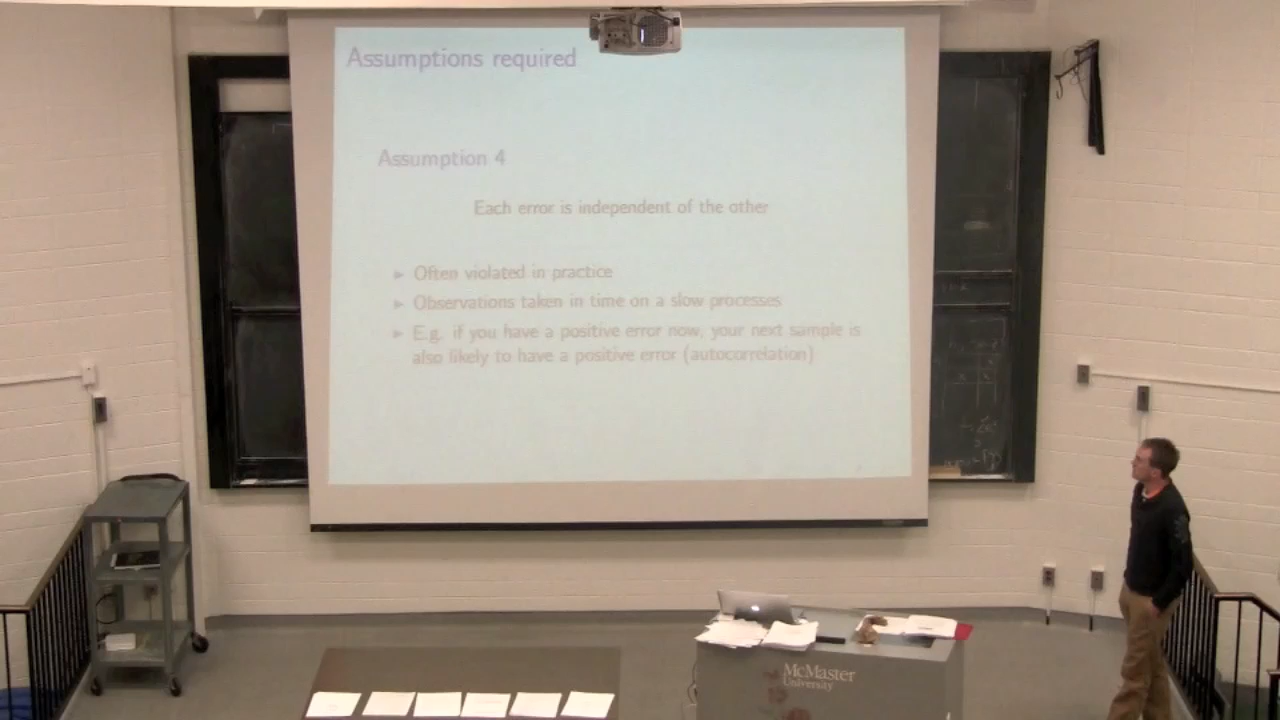 Assumptions required
Assumption 4
Each error is independent of the other
► Often violated in practice
► Observations taken in time on a slow processes
► E.g. if you have a positive error now, your next sample is
also likely to have a positive error (autocorrelation)
McMaster
University